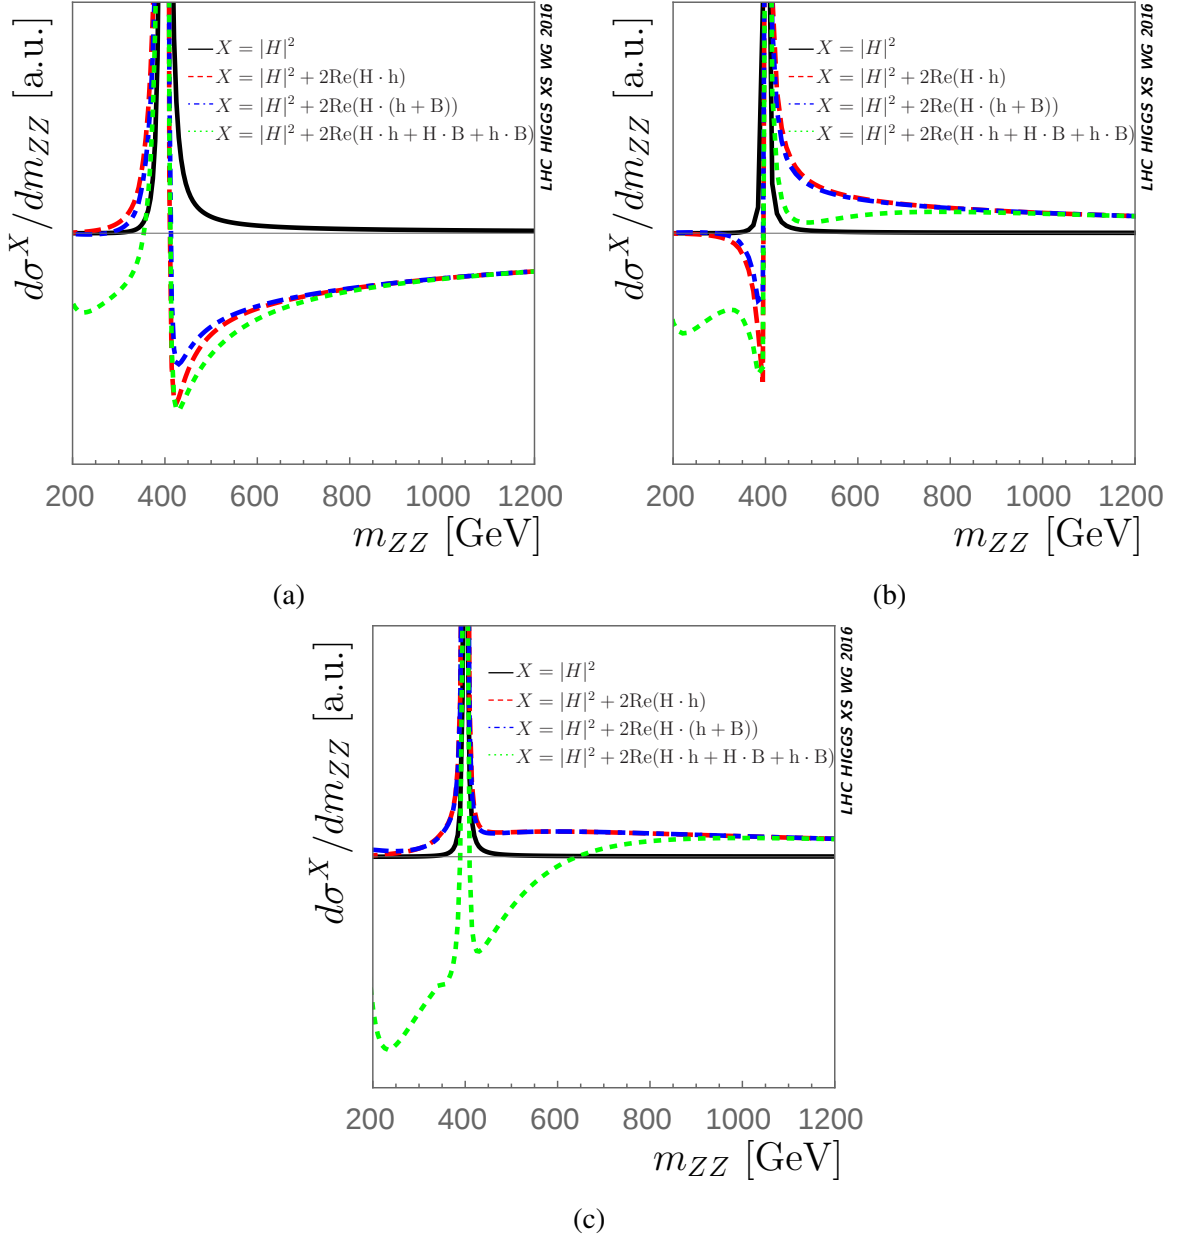 dσ^X/dm_ZZ [a.u.]
X = |H|²
X = |H|² + 2Re(H · h)
X = |H|² + 2Re(H · (h + B))
X = |H|² + 2Re(H · h + H · B + h · B)
LHC HIGGS XS WG 2016
200 400 600 800 1000 1200
m_ZZ [GeV]
(a)
dσ^X/dm_ZZ [a.u.]
X = |H|²
X = |H|² + 2Re(H · h)
X = |H|² + 2Re(H · (h + B))
X = |H|² + 2Re(H · h + H · B + h · B)
LHC HIGGS XS WG 2016
200 400 600 800 1000 1200
m_ZZ [GeV]
(b)
dσ^X/dm_ZZ [a.u.]
X = |H|²
X = |H|² + 2Re(H · h)
X = |H|² + 2Re(H · (h + B))
X = |H|² + 2Re(H · h + H · B + h · B)
LHC HIGGS XS WG 2016
200 400 600 800 1000 1200
m_ZZ [GeV]
(c)